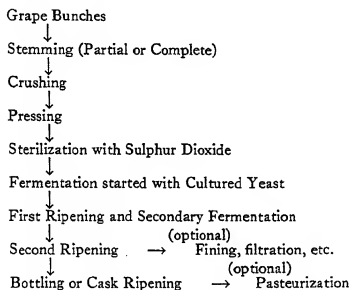 Grape Bunches
↓
Stemming (Partial or Complete)
↓
Crushing
↓
Pressing
↓
Sterilization with Sulphur Dioxide
↓
Fermentation started with Cultured Yeast
↓
First Ripening and Secondary Fermentation
↓ (optional)
Second Ripening → Fining, filtration, etc.
↓ (optional)
Bottling or Cask Ripening → Pasteurization